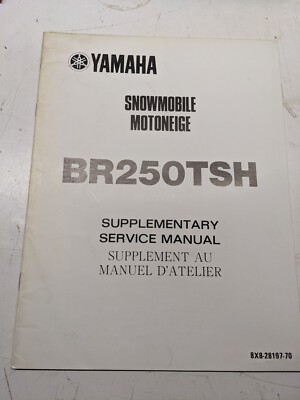 YAMAHA
SNOWMOBILE
MOTONEIGE
BR250TSH
SUPPLEMENTARY
SERVICE MANUAL
SUPPLEMENT AU
MANUEL D'ATELIER
8X8-28197-70